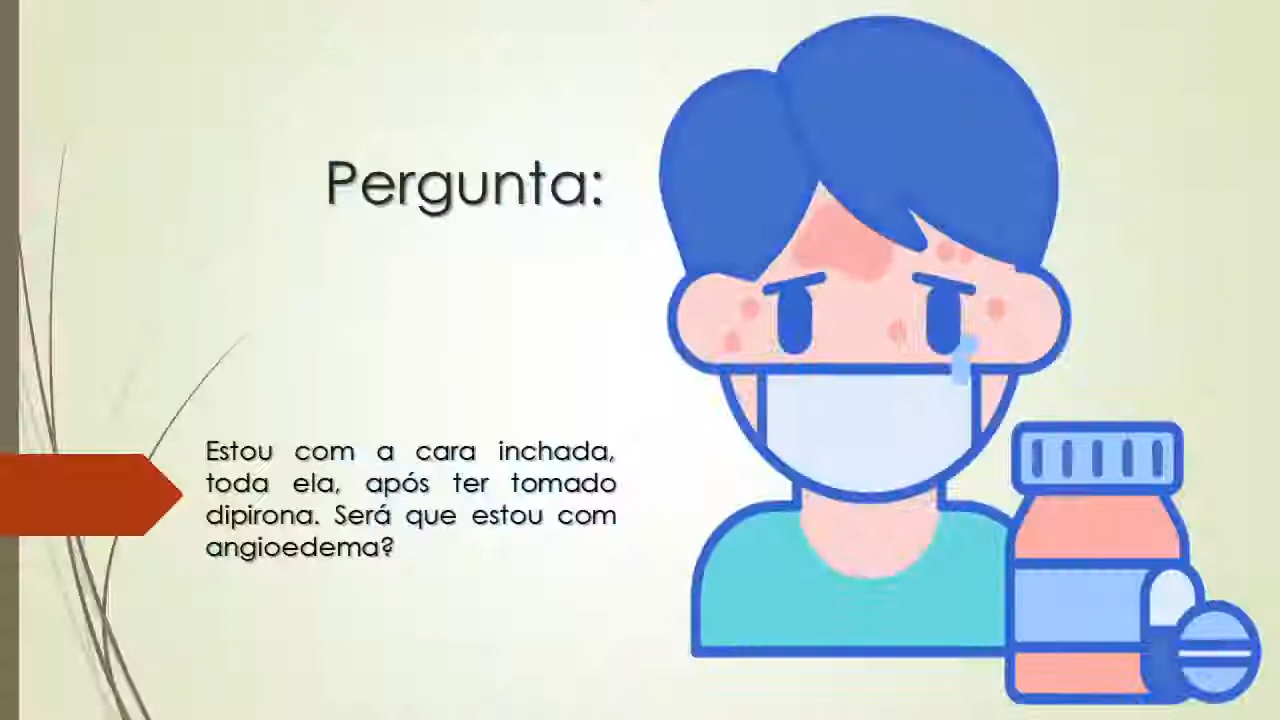 Pergunta:
Estou com a cara inchada,
toda ela, após ter tomado
dipirona. Será que estou com
angioedema?